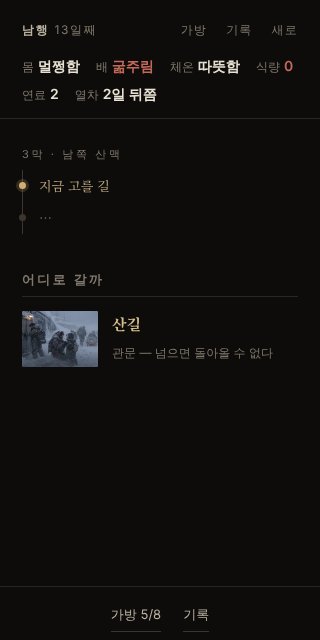 남행 13일째 가방 기록 새로
몸 멀쩡함 배 굶주림 체온 따뜻함 식량 0
연료 2 열차 2일 뒤쯤
3막 · 남쪽 산맥
지금 고를 길
...
어디로 갈까
산길
관문 — 넘으면 돌아올 수 없다
가방 5/8 기록